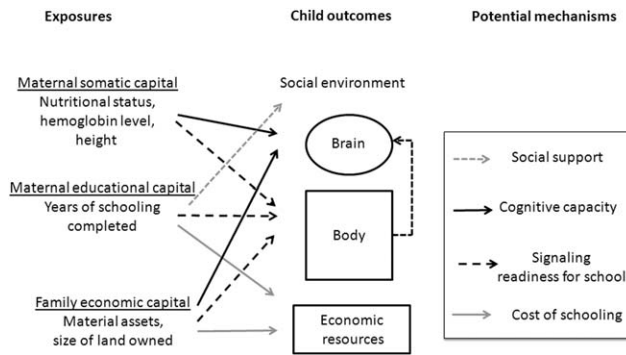 Exposures
Child outcomes
Potential mechanisms
Maternal somatic capital
Nutritional status,
hemoglobin level,
height
Maternal educational capital
Years of schooling
completed
Family economic capital
Material assets,
size of land owned
Social environment
Brain
Body
Economic
resources
Social support
Cognitive capacity
Signaling
readiness for school
Cost of schooling